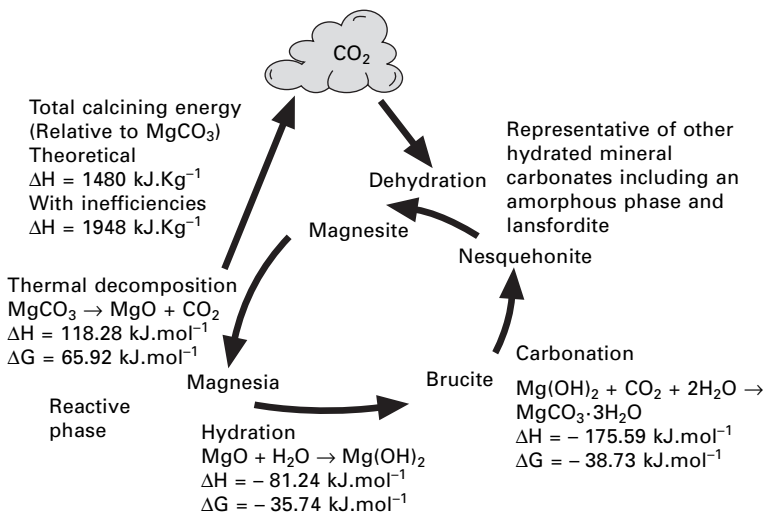 CO₂
Total calcining energy
(Relative to MgCO₃)
Theoretical
ΔH = 1480 kJ.Kg⁻¹
With inefficiencies
ΔH = 1948 kJ.Kg⁻¹
Representative of other
hydrated mineral
carbonates including an
amorphous phase and
lansfordite
Dehydration
Magnesite
Nesquehonite
Thermal decomposition
MgCO₃ → MgO + CO₂
ΔH = 118.28 kJ.mol⁻¹
ΔG = 65.92 kJ.mol⁻¹
Magnesia
Brucite
Reactive
phase
Hydration
MgO + H₂O → Mg(OH)₂
ΔH = – 81.24 kJ.mol⁻¹
ΔG = – 35.74 kJ.mol⁻¹
Carbonation
Mg(OH)₂ + CO₂ + 2H₂O →
MgCO₃·3H₂O
ΔH = – 175.59 kJ.mol⁻¹
ΔG = – 38.73 kJ.mol⁻¹